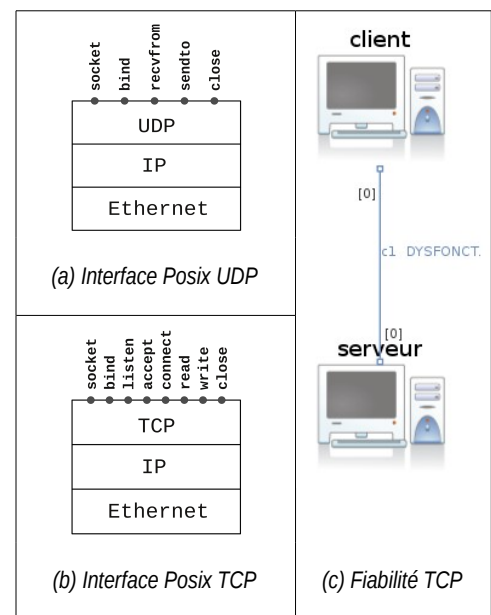 socket
bind
recvfrom
sendto
close
UDP
IP
Ethernet
(a) Interface Posix UDP
socket
bind
listen
accept
connect
read
write
close
TCP
IP
Ethernet
(b) Interface Posix TCP
client
[0]
c1 DYSFONCT.
[0]
serveur
(c) Fiabilité TCP